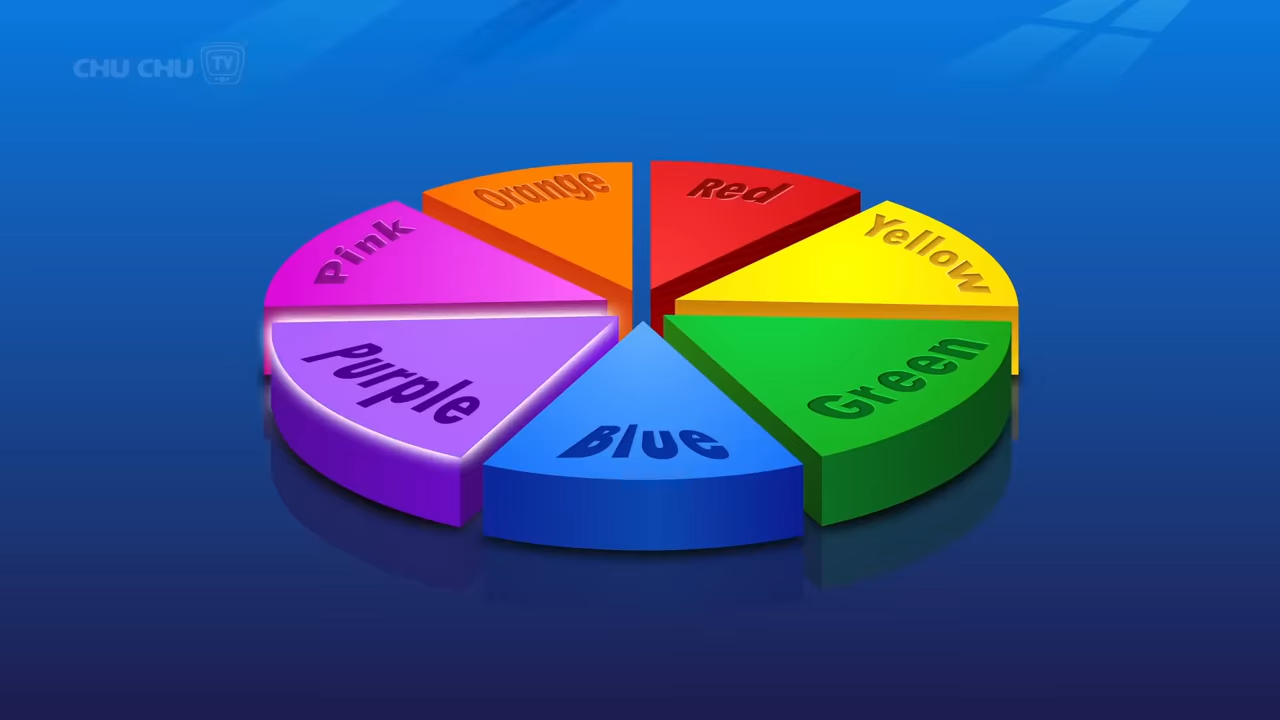 CHU CHU TV
Orange
Red
Pink
Yellow
Purple
Green
Blue